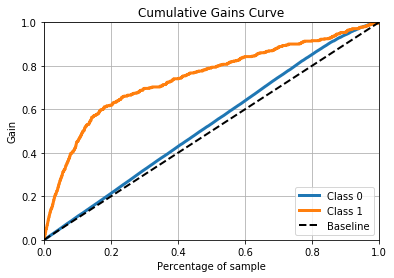 Cumulative Gains Curve
1.0
0.8
0.6
0.4
0.2
0.0
Gain
0.0 0.2 0.4 0.6 0.8 1.0
Percentage of sample
Class 0
Class 1
Baseline